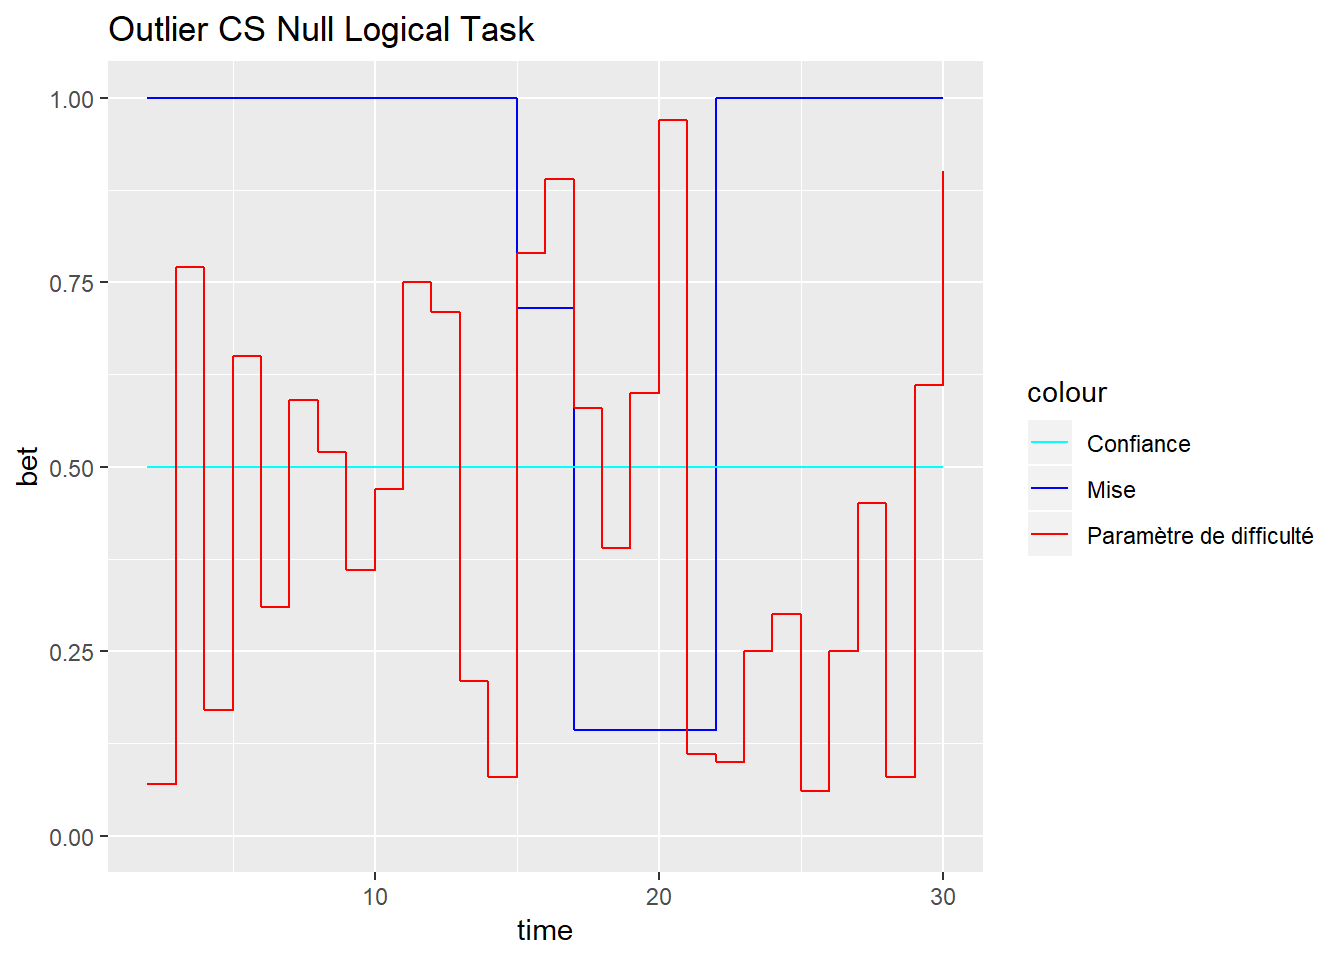 Outlier CS Null Logical Task
1.00
0.75
0.50
0.25
0.00
bet
10
20
30
time
colour
Confiance
Mise
Paramètre de difficulté